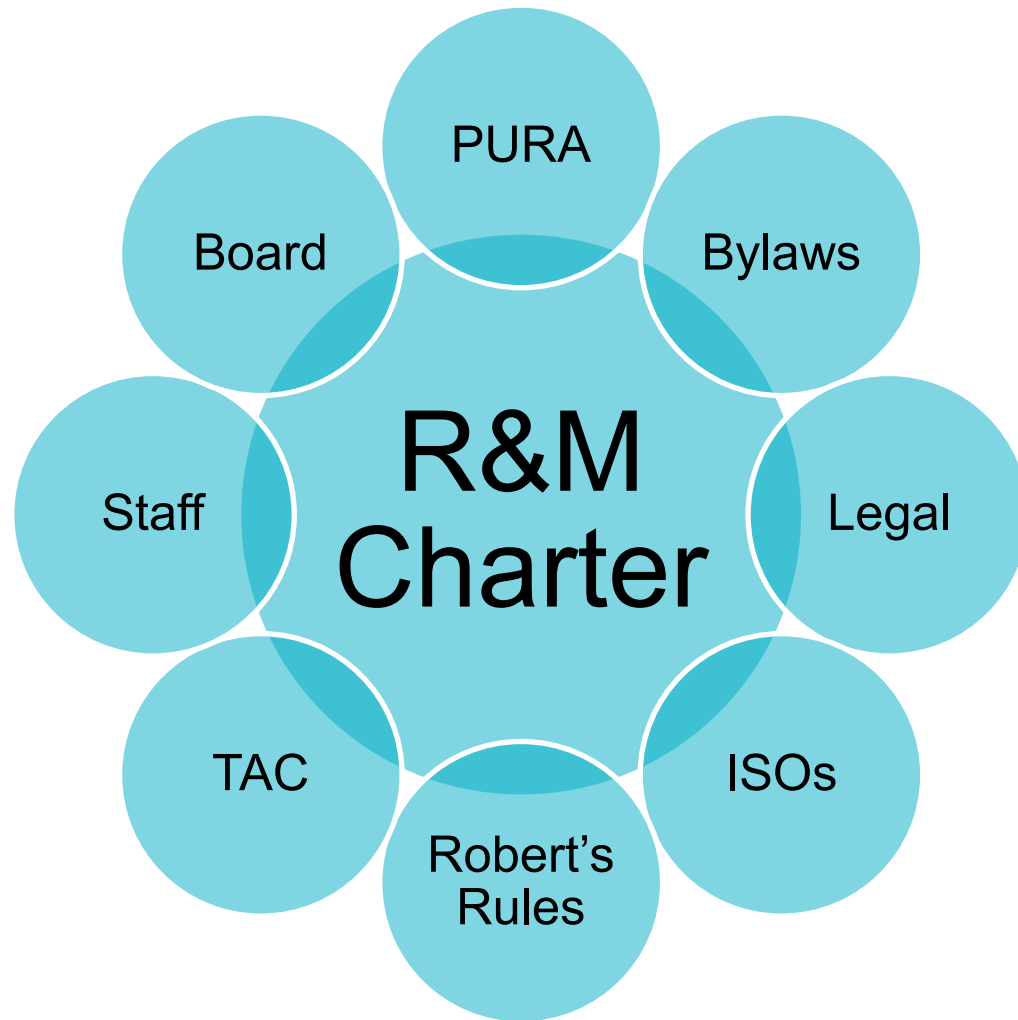 PURA
Board
Bylaws
R&M
Charter
Staff
Legal
TAC
ISOs
Robert’s
Rules